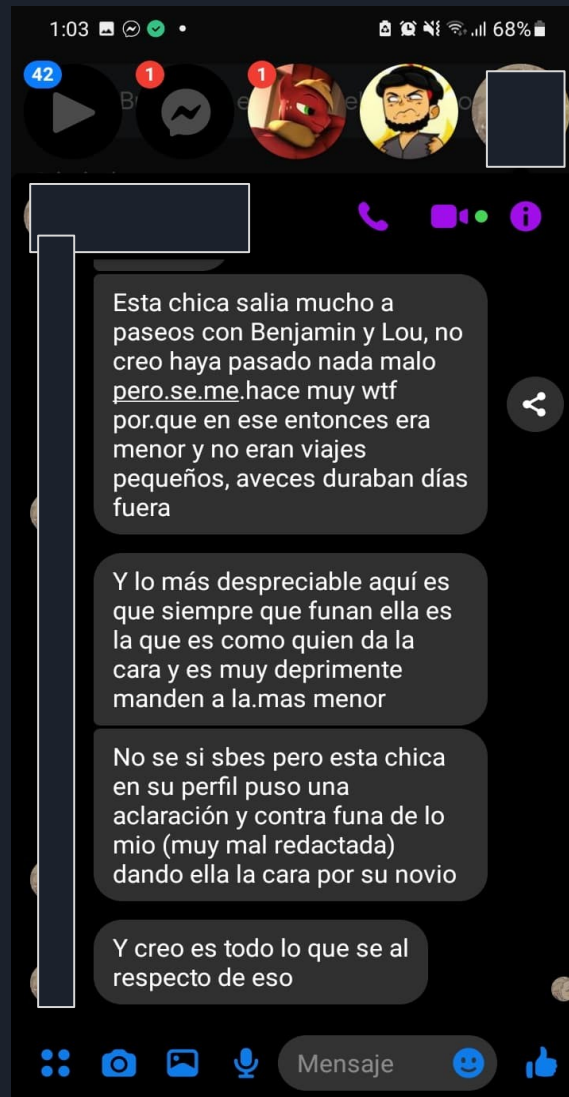 1:03
68%
42
1
1
Esta chica salia mucho a
paseos con Benjamin y Lou, no
creo haya pasado nada malo
pero.se.me.hace muy wtf
por.que en ese entonces era
menor y no eran viajes
pequeños, aveces duraban días
fuera
Y lo más despreciable aquí es
que siempre que funan ella es
la que es como quien da la
cara y es muy deprimente
manden a la.mas menor
No se si sbes pero esta chica
en su perfil puso una
aclaración y contra funa de lo
mio (muy mal redactada)
dando ella la cara por su novio
Y creo es todo lo que se al
respecto de eso
Mensaje